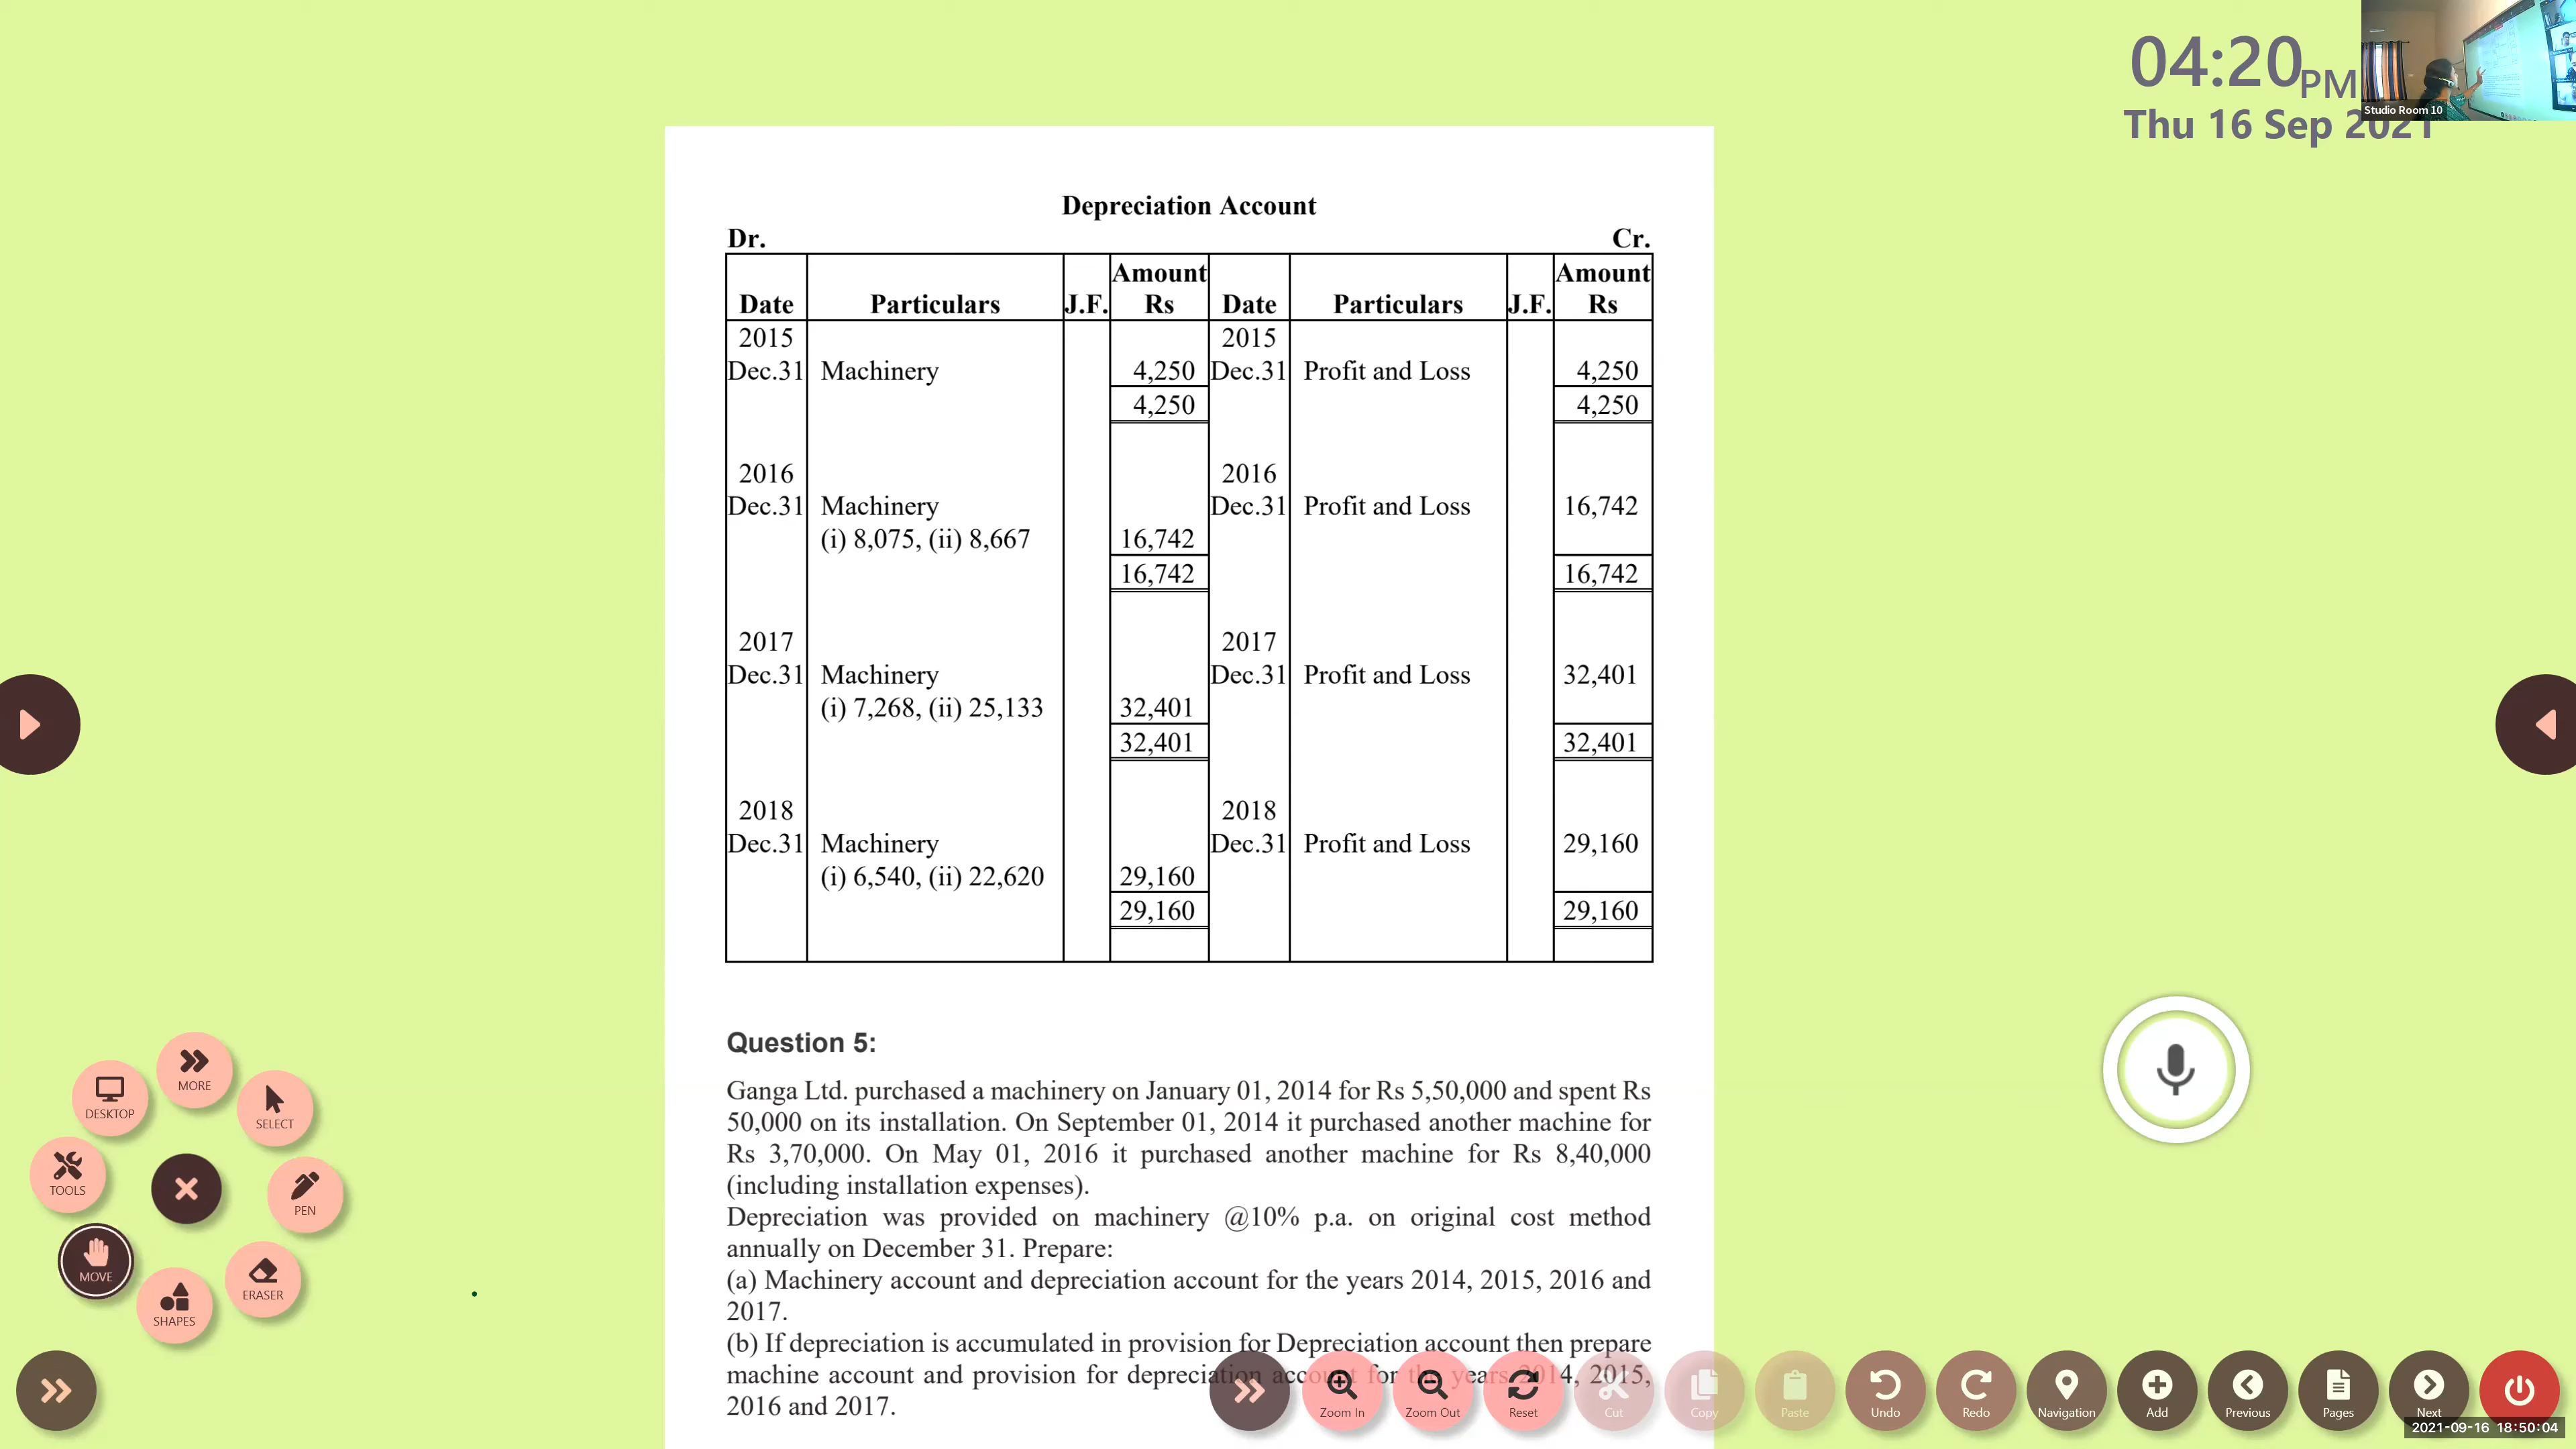 04:20PM
Thu 16 Sep 2021
Studio Room 10
Depreciation Account
Dr. Cr.
Date Particulars J.F. Amount Rs Date Particulars J.F. Amount Rs
2015 2015
Dec.31 Machinery 4,250 Dec.31 Profit and Loss 4,250
4,250 4,250
2016 2016
Dec.31 Machinery Dec.31 Profit and Loss 16,742
(i) 8,075, (ii) 8,667 16,742
16,742 16,742
2017 2017
Dec.31 Machinery Dec.31 Profit and Loss 32,401
(i) 7,268, (ii) 25,133 32,401
32,401 32,401
2018 2018
Dec.31 Machinery Dec.31 Profit and Loss 29,160
(i) 6,540, (ii) 22,620 29,160
29,160 29,160
Question 5:
Ganga Ltd. purchased a machinery on January 01, 2014 for Rs 5,50,000 and spent Rs
50,000 on its installation. On September 01, 2014 it purchased another machine for
Rs 3,70,000. On May 01, 2016 it purchased another machine for Rs 8,40,000
(including installation expenses).
Depreciation was provided on machinery @10% p.a. on original cost method
annually on December 31. Prepare:
(a) Machinery account and depreciation account for the years 2014, 2015, 2016 and
2017.
(b) If depreciation is accumulated in provision for Depreciation account then prepare
machine account and provision for depreciation account for the years 2014, 2015,
2016 and 2017.
MORE
DESKTOP
SELECT
TOOLS
PEN
MOVE
ERASER
SHAPES
Zoom In Zoom Out Reset Cut Copy Paste Undo Redo Navigation Add Previous Pages Next
2021-09-16 18:50:04